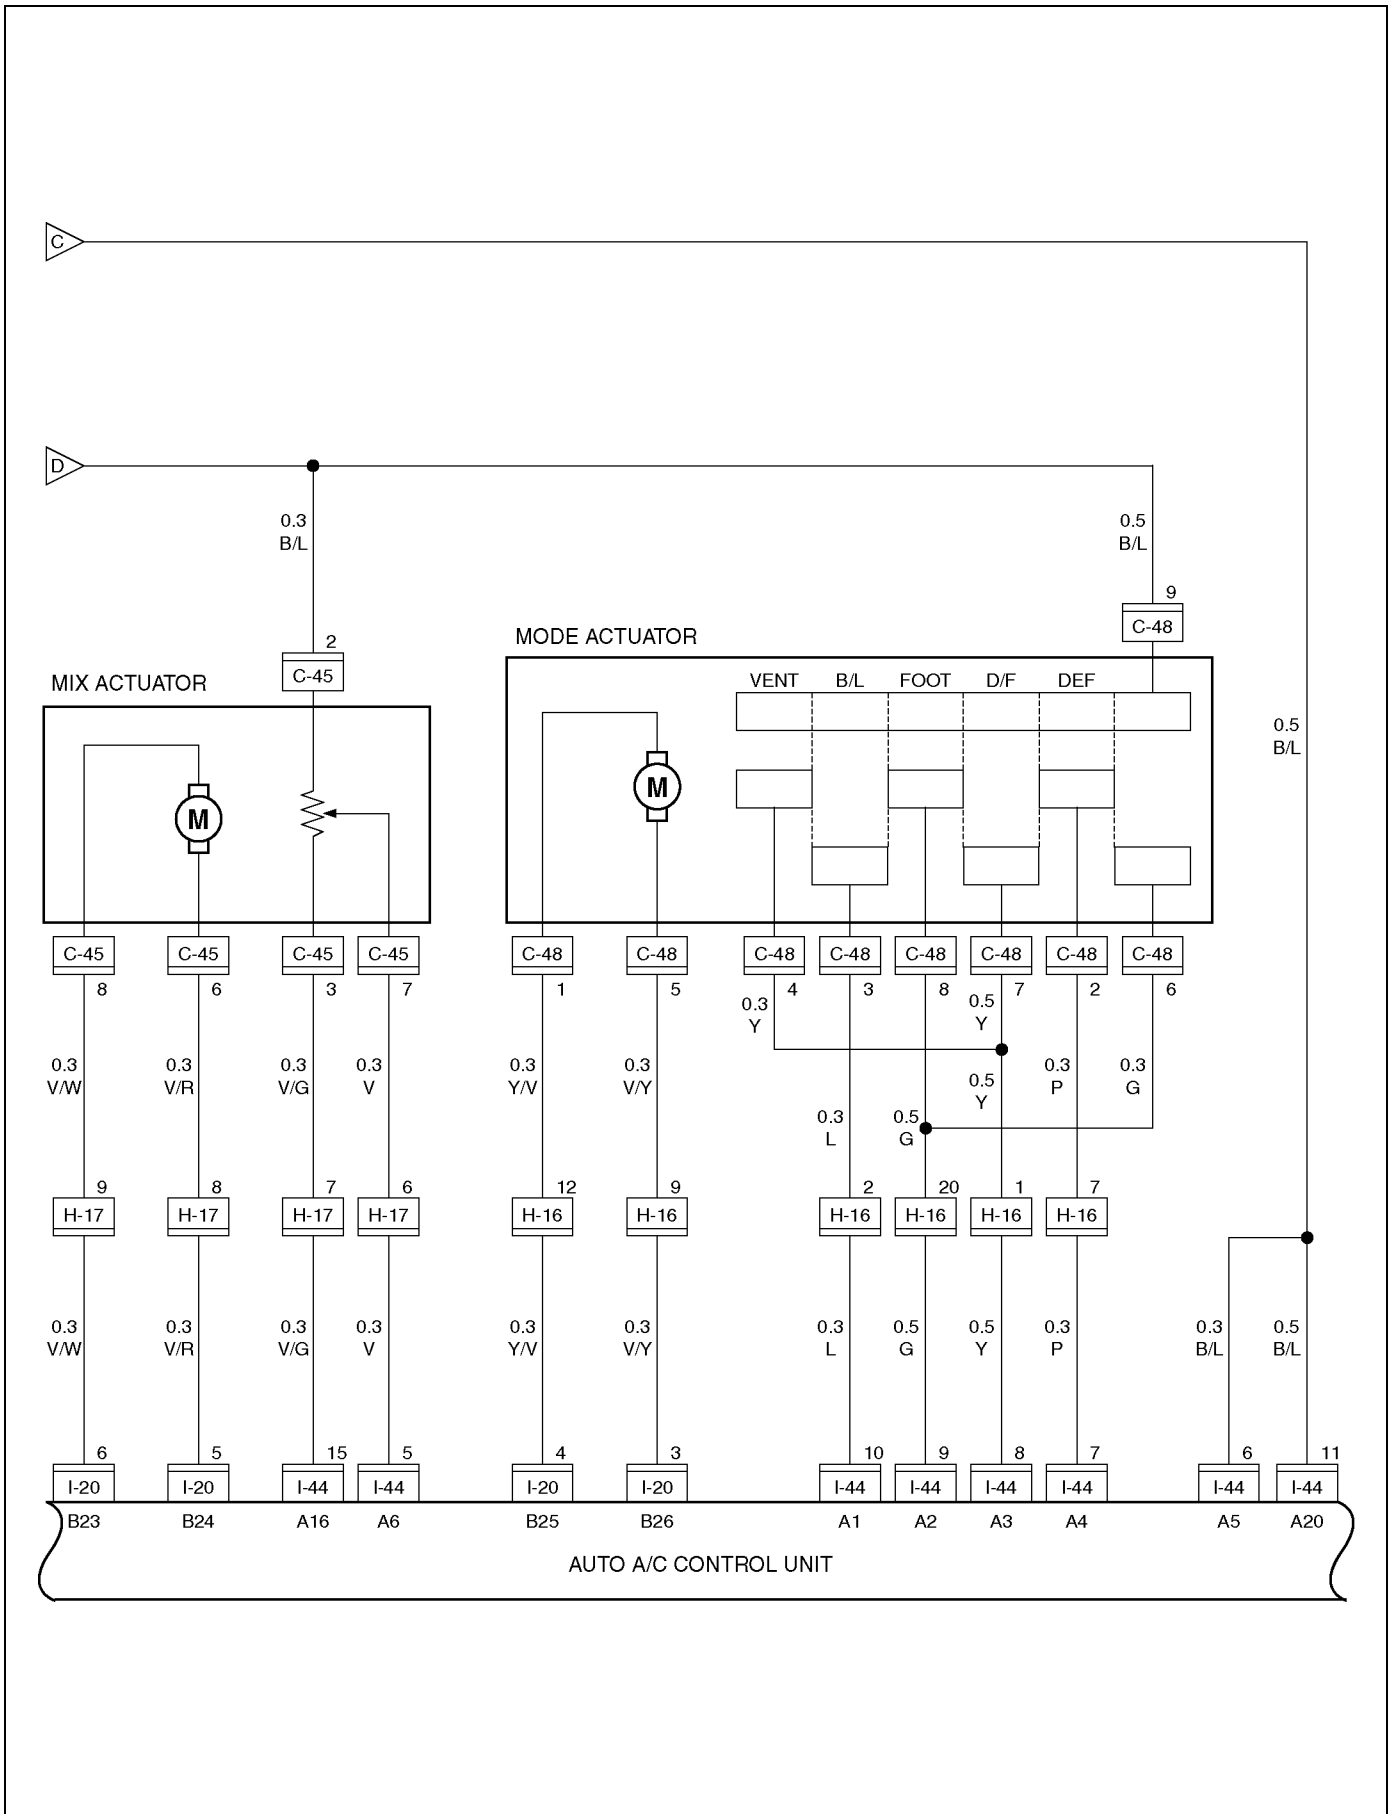 C
D
0.3 0.5
B/L B/L
9
C-48
MODE ACTUATOR
2
C-45
MIX ACTUATOR
VENT B/L FOOT D/F DEF
0.5
B/L
M
M
C-45 C-45 C-45 C-45 C-48 C-48 C-48 C-48 C-48 C-48 C-48 C-48
8 6 3 7 1 5 4 3 8 7 2 6
0.3 0.5
Y Y
0.3 0.3 0.3 0.3 0.3 0.3 0.5 0.3 0.3
V/W V/R V/G V Y/V V/Y Y P G
0.3 0.5
L G
9 8 7 6 12 9 2 20 1 7
H-17 H-17 H-17 H-17 H-16 H-16 H-16 H-16 H-16 H-16
0.3 0.3 0.3 0.3 0.3 0.3 0.3 0.5 0.5 0.3 0.3 0.5
V/W V/R V/G V Y/V V/Y L G Y P B/L B/L
6 5 15 5 4 3 10 9 8 7 6 11
I-20 I-20 I-44 I-44 I-20 I-20 I-44 I-44 I-44 I-44 I-44 I-44
B23 B24 A16 A6 B25 B26 A1 A2 A3 A4 A5 A20
AUTO A/C CONTROL UNIT